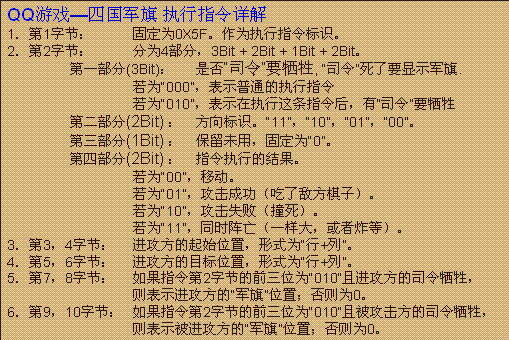 QQ游戏—四国军旗 执行指令详解
1. 第1字节： 固定为0X5F。作为执行指令标识。
2. 第2字节： 分为4部分，3Bit + 2Bit + 1Bit + 2Bit。
第一部分(3Bit)： 是否"司令"要牺牲,"司令"死了要显示军旗.
若为"000"，表示普通的执行指令
若为"010"，表示在执行这条指令后，有"司令"要牺牲
第二部分(2Bit)： 方向标识。"11"，"10"，"01"，"00"。
第三部分(1Bit)： 保留未用，固定为"0"。
第四部分(2Bit)： 指令执行的结果。
若为"00"，移动。
若为"01"，攻击成功（吃了敌方棋子）。
若为"10"，攻击失败（撞死）。
若为"11"，同时阵亡（一样大，或者炸等）。
3. 第3，4字节： 进攻方的起始位置，形式为"行+列"。
4. 第5，6字节： 进攻方的目标位置，形式为"行+列"。
5. 第7，8字节： 如果指令第2字节的前三位为"010"且进攻方的司令牺牲，
则表示进攻方的"军旗"位置；否则为0。
6. 第9，10字节： 如果指令第2字节的前三位为"010"且被攻击方的司令牺牲，
则表示被进攻方的"军旗"位置；否则为0。